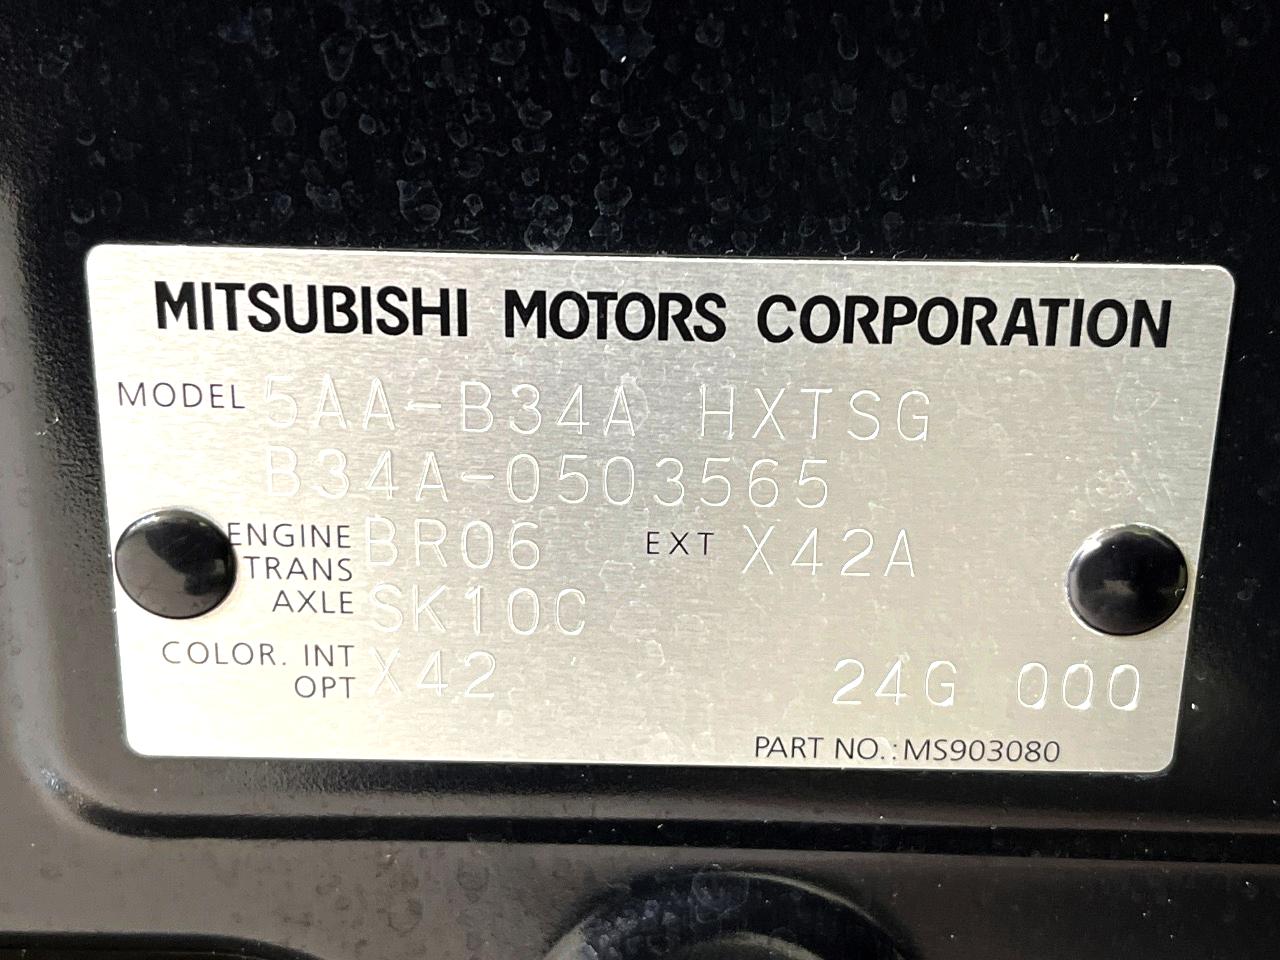 MITSUBISHI MOTORS CORPORATION
MODEL 5AA-B34A HXTSG
B34A-0503565
ENGINE BR06 EXT X42A
TRANS
AXLE SK10C
COLOR. INT X42
OPT 24G 000
PART NO.: MS903080